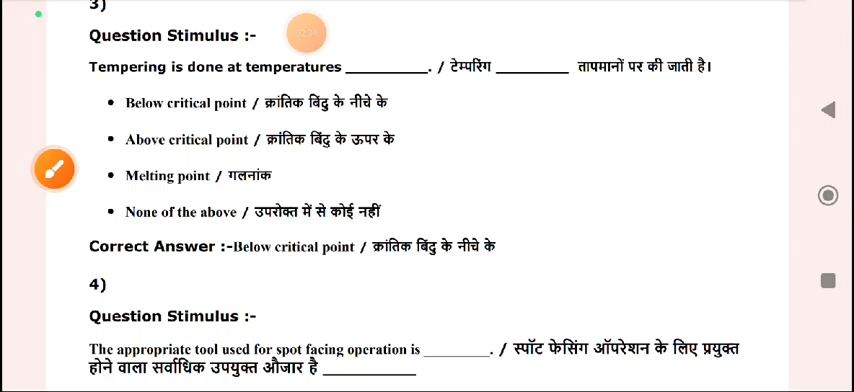 3)
Question Stimulus :-
Tempering is done at temperatures ____________. / टेम्परिंग __________ तापमानों पर की जाती है।
• Below critical point / क्रांतिक बिंदु के नीचे के
• Above critical point / क्रांतिक बिंदु के ऊपर के
• Melting point / गलनांक
• None of the above / उपरोक्त में से कोई नहीं
Correct Answer :-Below critical point / क्रांतिक बिंदु के नीचे के
4)
Question Stimulus :-
The appropriate tool used for spot facing operation is __________. / स्पॉट फेसिंग ऑपरेशन के लिए प्रयुक्त
होने वाला सर्वाधिक उपयुक्त औजार है ______________